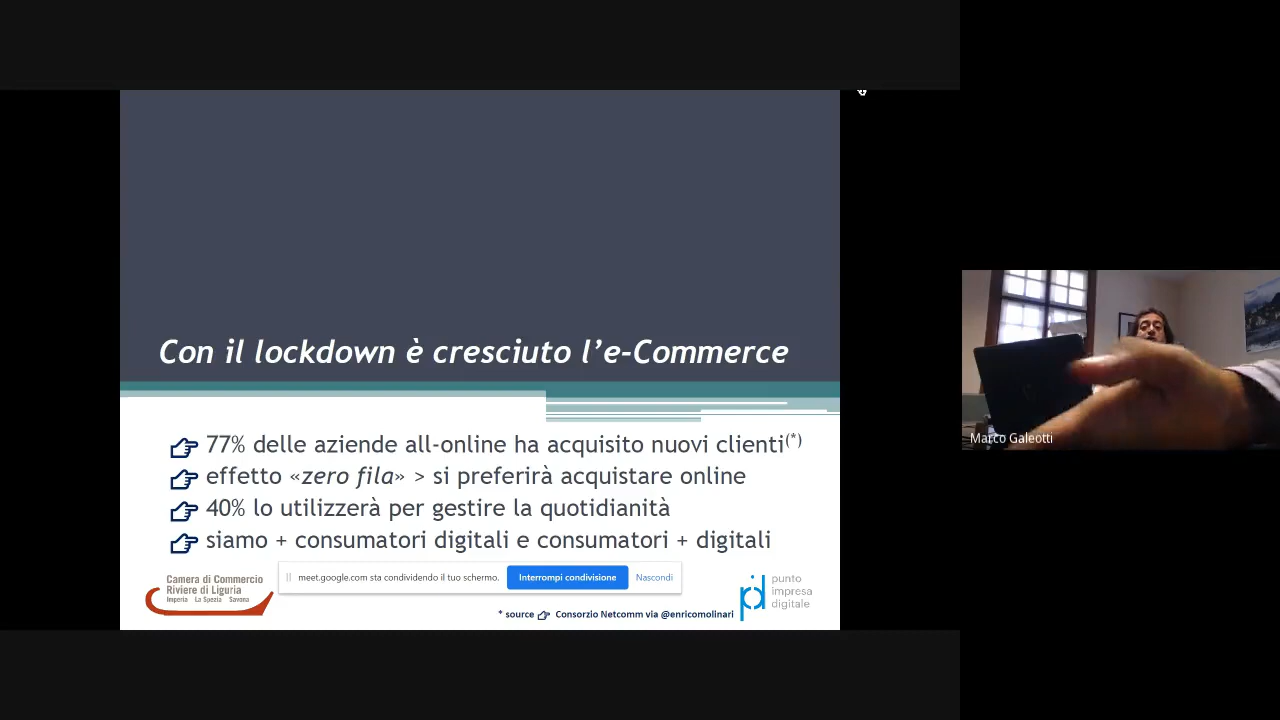 Con il lockdown è cresciuto l’e-Commerce
77% delle aziende all-online ha acquisito nuovi clienti(*)
effetto «zero fila» > si preferirà acquistare online
40% lo utilizzerà per gestire la quotidianità
siamo + consumatori digitali e consumatori + digitali
meet.google.com sta condividendo il tuo schermo.
Interrompi condivisione
Nascondi
Camera di Commercio
Riviere di Liguria
Imperia La Spezia Savona
* source Consorzio Netcomm via @enricomolinari
pid
punto
impresa
digitale
Marco Galeotti